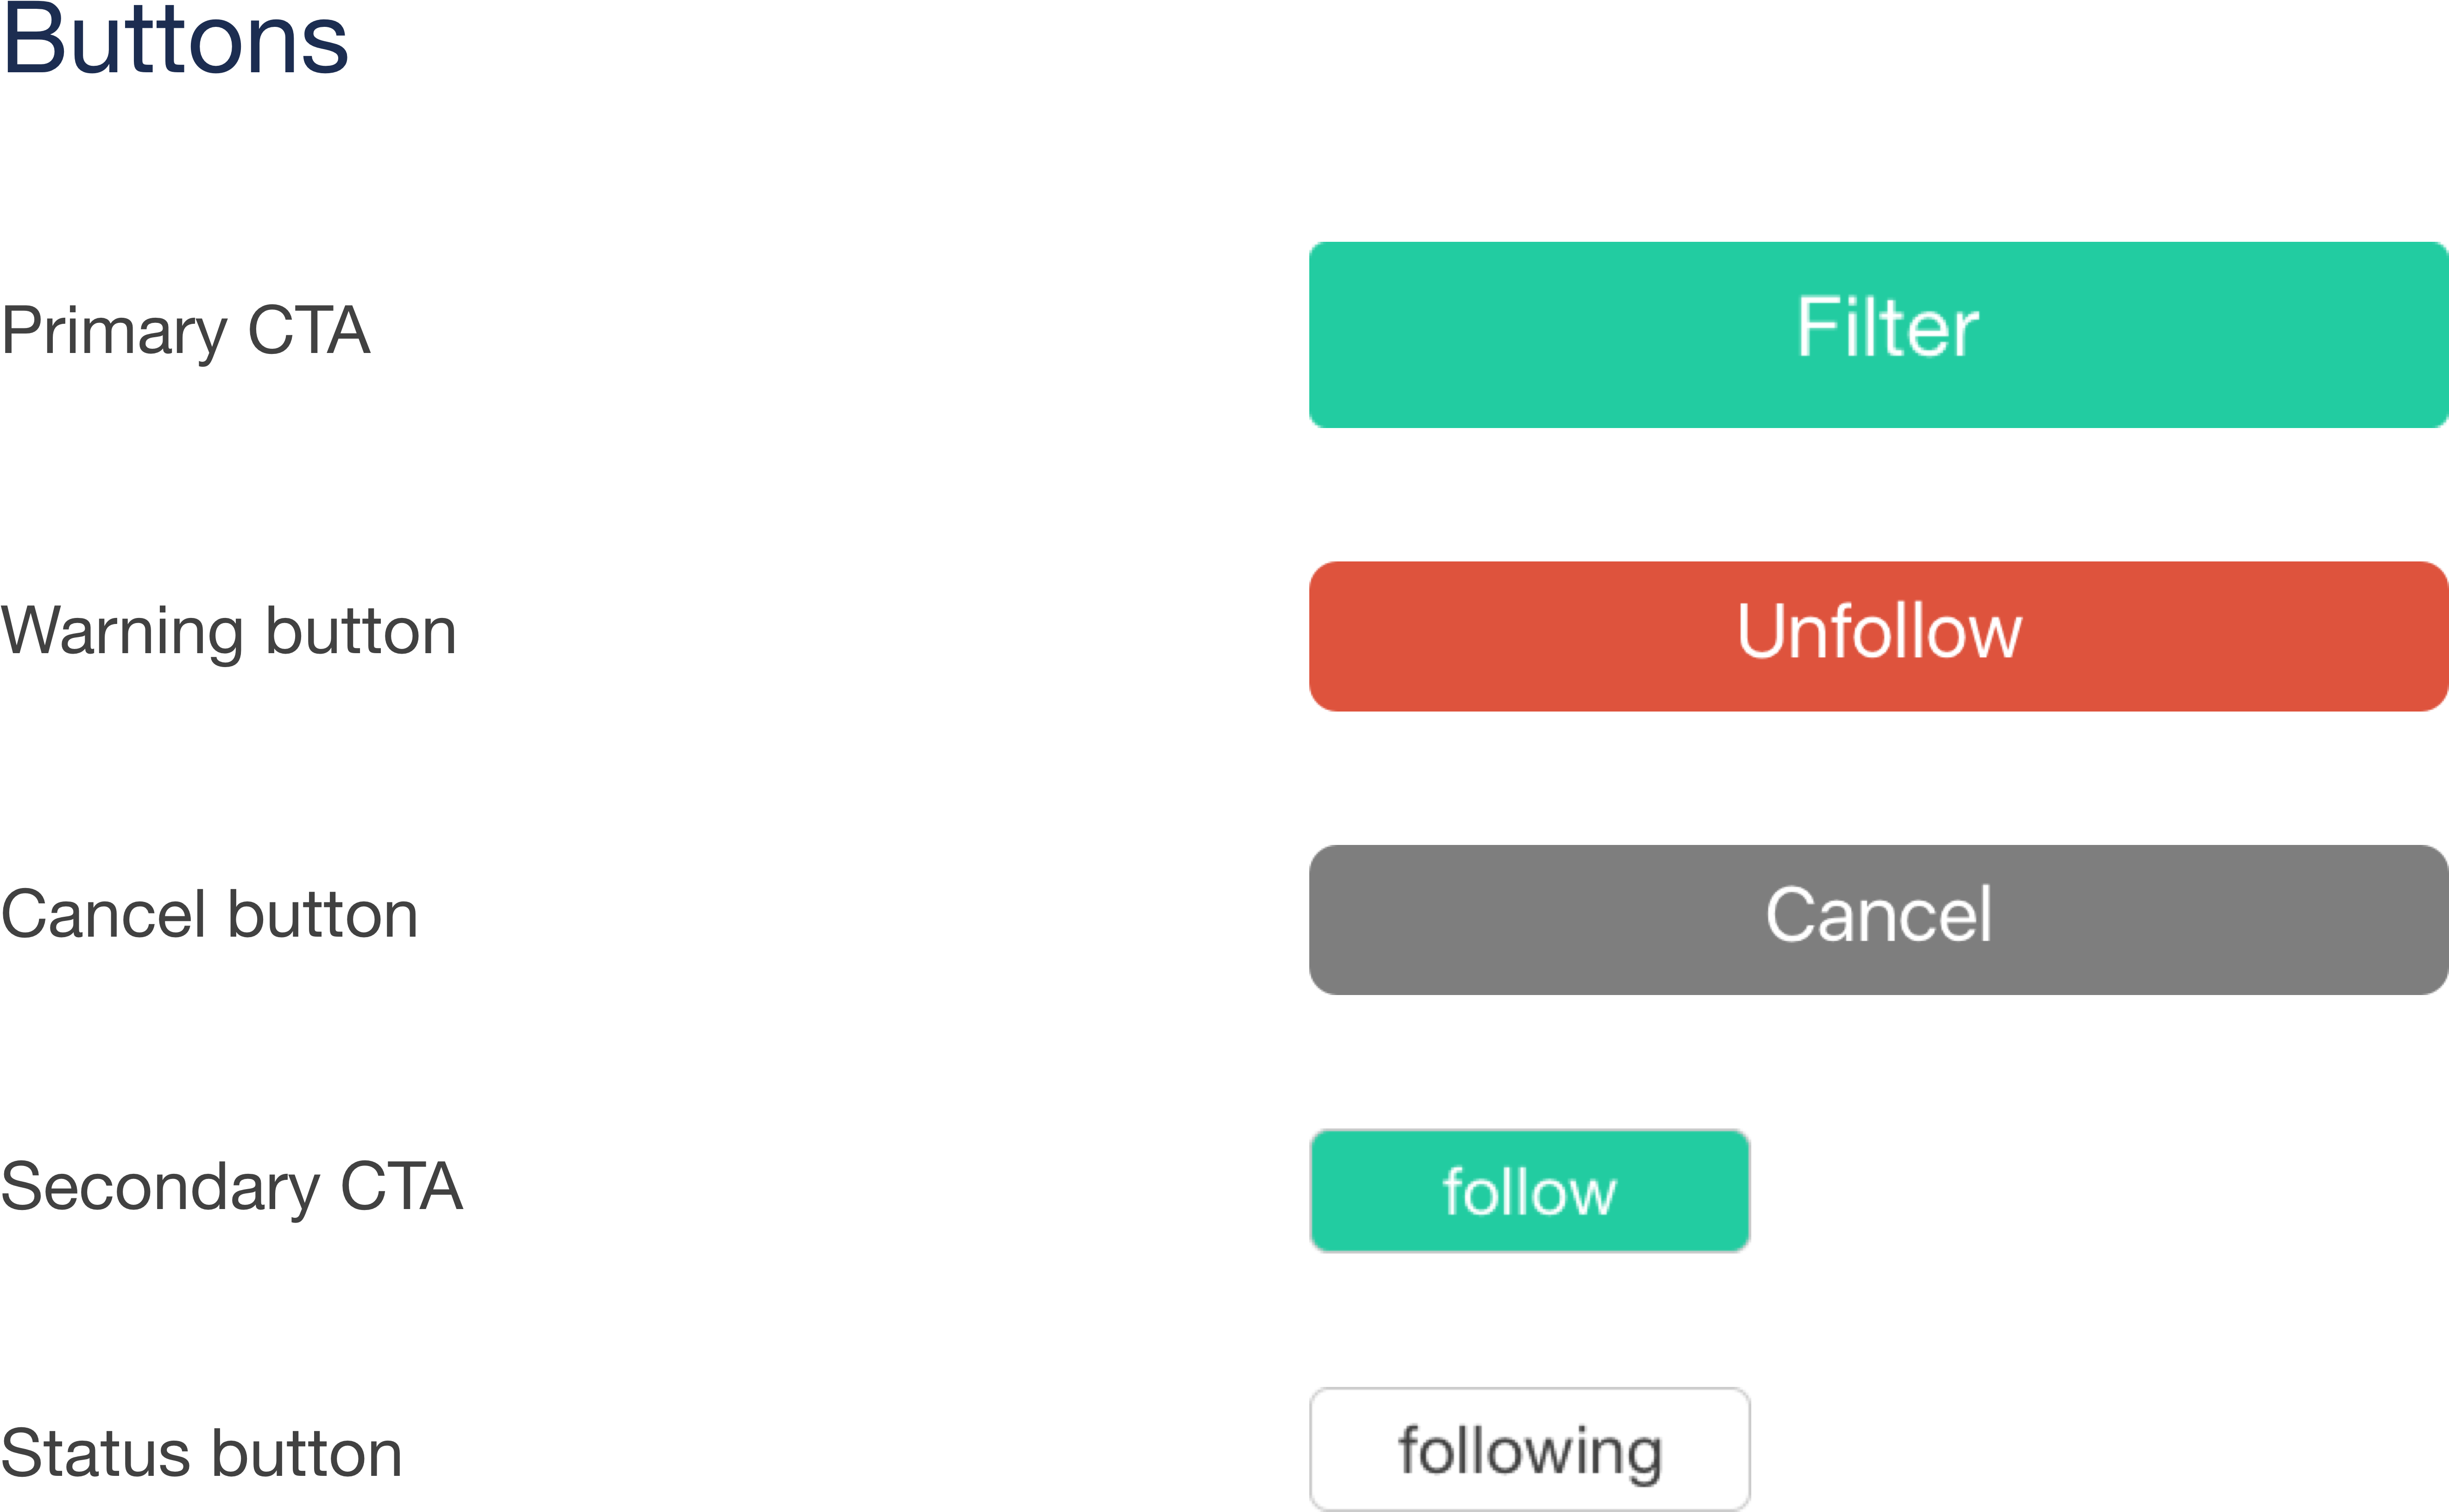 Buttons
Primary CTA
Filter
Warning button
Unfollow
Cancel button
Cancel
Secondary CTA
follow
Status button
following